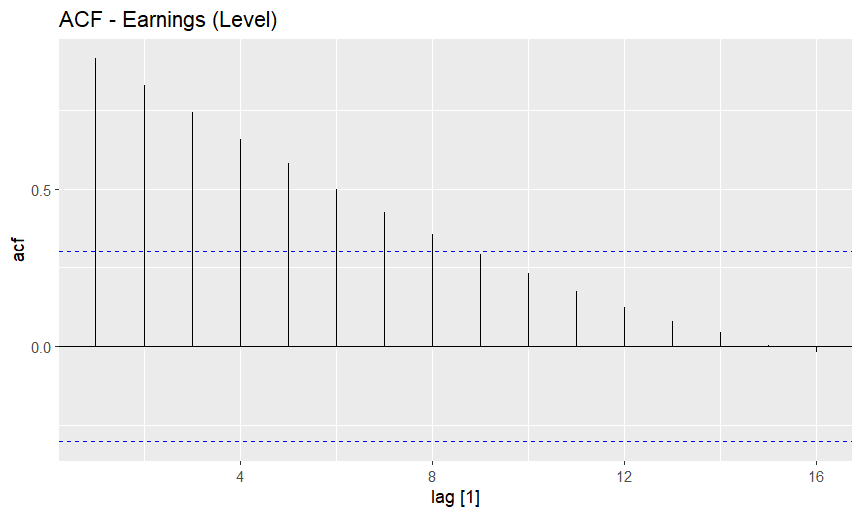 ACF - Earnings (Level)
acf
0.5
0.0
4 8 12 16
lag [1]